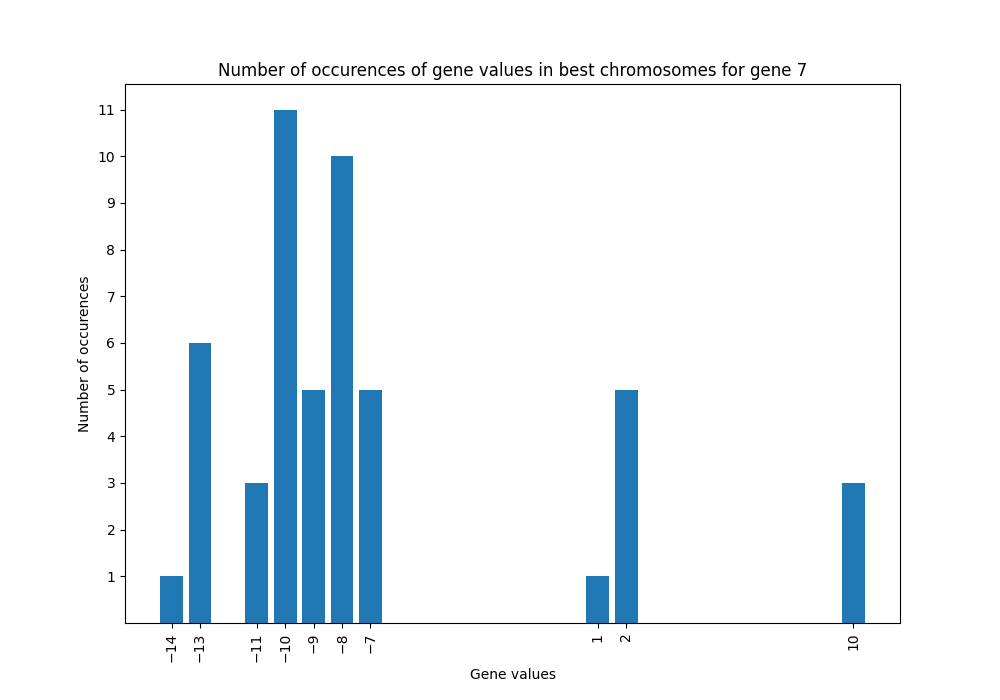 Number of occurences of gene values in best chromosomes for gene 7
11
10
9
8
7
6
5
4
3
2
1
Number of occurences
−14 −13 −11 −10 −9 −8 −7 1 2 10
Gene values